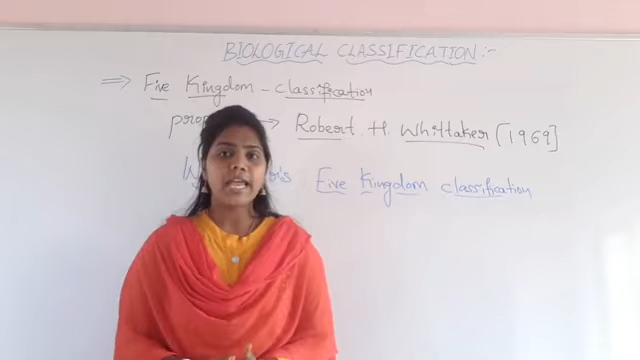 BIOLOGICAL CLASSIFICATION :-
⇒ Five Kingdom - classification
→ Robert. H. Whittaker [1969]
Five Kingdom classification